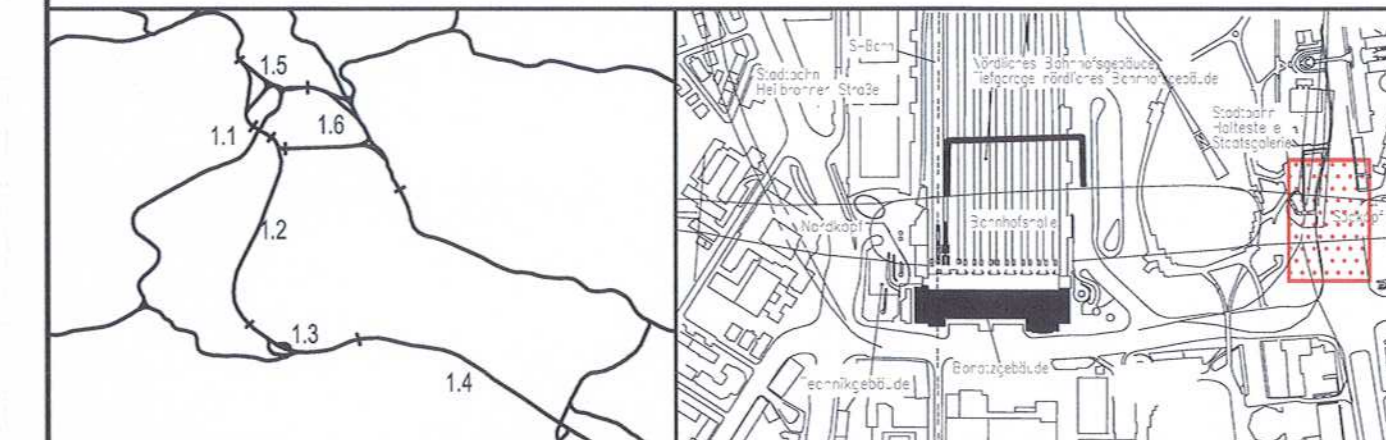 1.5
1.1
1.6
1.2
1.3
1.4
S-Bahn
Stadtbahn
Heilbronner Straße
Nördliches Bahnhofsgebäude
Tiefgarage nördliches Bahnhofsgebäude
Stadtbahn
Haltestelle
Staatsgalerie
Nordkopf
Bahnhofshalle
Südkopf
Technikgebäude
Bonatzgebäude